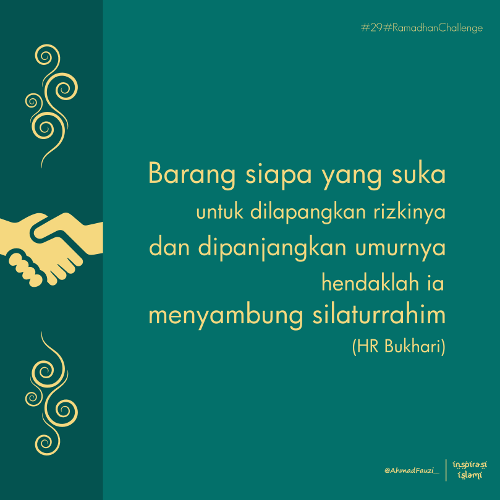 #29#RamadhanChallenge
Barang siapa yang suka
untuk dilapangkan rizkinya
dan dipanjangkan umurnya
hendaklah ia
menyambung silaturrahim
(HR Bukhari)
@AhmadFauzi_
inspirasi
islami